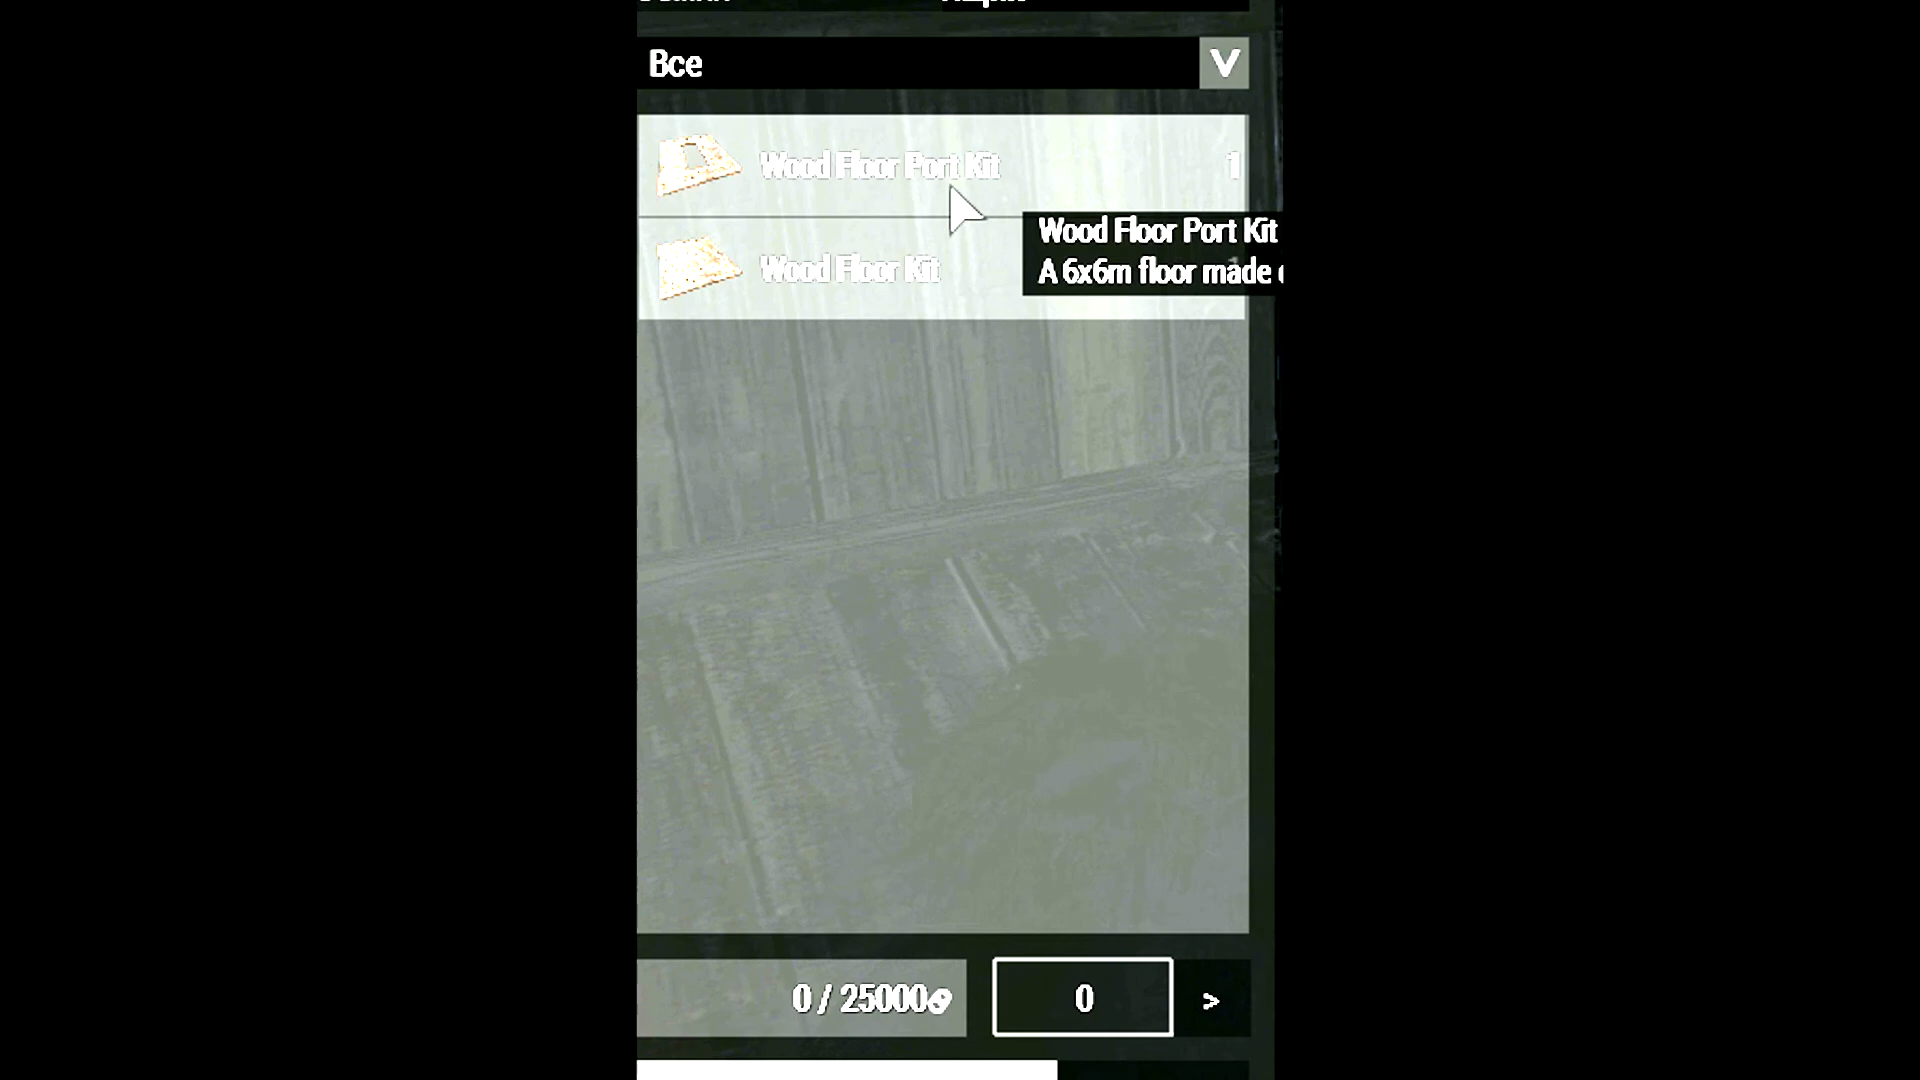 Все
V
Wood Floor Port Kit
1
Wood Floor Port Kit
A 6x6m floor made
Wood Floor Kit
0 / 25000
0
>